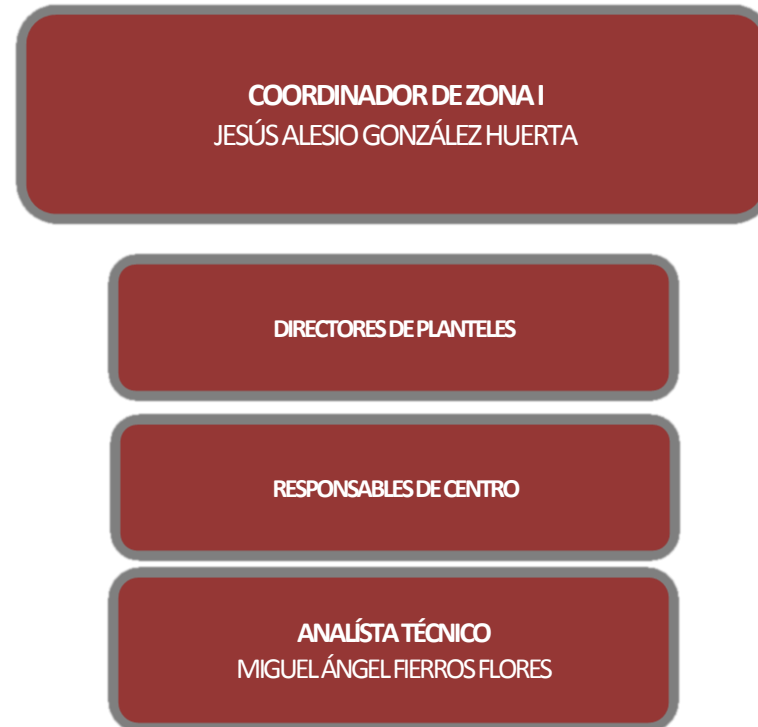 COORDINADOR DE ZONA I
JESÚS ALESIO GONZÁLEZ HUERTA
DIRECTORES DE PLANTELES
RESPONSABLES DE CENTRO
ANALÍSTA TÉCNICO
MIGUEL ÁNGEL FIERROS FLORES